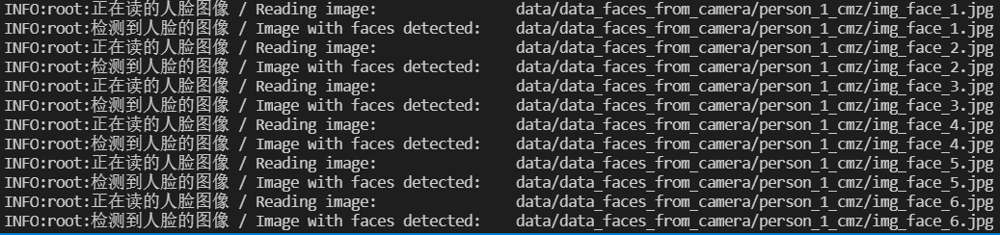 INFO:root:正在读的人脸图像 / Reading image: data/data_faces_from_camera/person_1_cmz/img_face_1.jpg
INFO:root:检测到人脸的图像 / Image with faces detected: data/data_faces_from_camera/person_1_cmz/img_face_1.jpg
INFO:root:正在读的人脸图像 / Reading image: data/data_faces_from_camera/person_1_cmz/img_face_2.jpg
INFO:root:检测到人脸的图像 / Image with faces detected: data/data_faces_from_camera/person_1_cmz/img_face_2.jpg
INFO:root:正在读的人脸图像 / Reading image: data/data_faces_from_camera/person_1_cmz/img_face_3.jpg
INFO:root:检测到人脸的图像 / Image with faces detected: data/data_faces_from_camera/person_1_cmz/img_face_3.jpg
INFO:root:正在读的人脸图像 / Reading image: data/data_faces_from_camera/person_1_cmz/img_face_4.jpg
INFO:root:检测到人脸的图像 / Image with faces detected: data/data_faces_from_camera/person_1_cmz/img_face_4.jpg
INFO:root:正在读的人脸图像 / Reading image: data/data_faces_from_camera/person_1_cmz/img_face_5.jpg
INFO:root:检测到人脸的图像 / Image with faces detected: data/data_faces_from_camera/person_1_cmz/img_face_5.jpg
INFO:root:正在读的人脸图像 / Reading image: data/data_faces_from_camera/person_1_cmz/img_face_6.jpg
INFO:root:检测到人脸的图像 / Image with faces detected: data/data_faces_from_camera/person_1_cmz/img_face_6.jpg